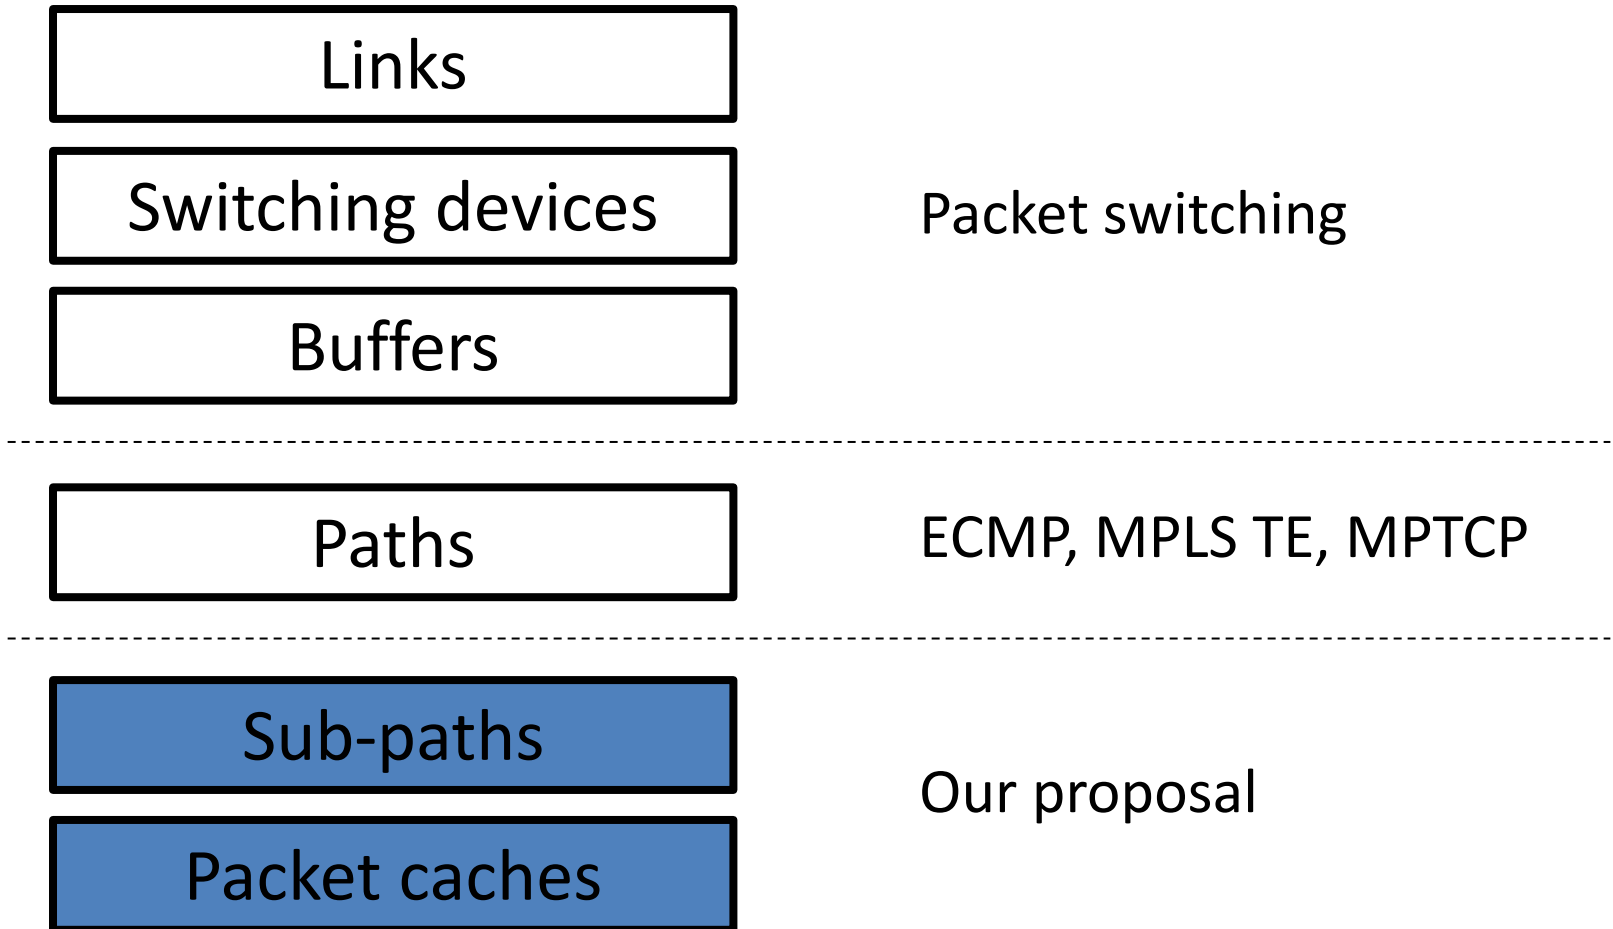 Links
Switching devices
Packet switching
Buffers
Paths
ECMP, MPLS TE, MPTCP
Sub-paths
Our proposal
Packet caches